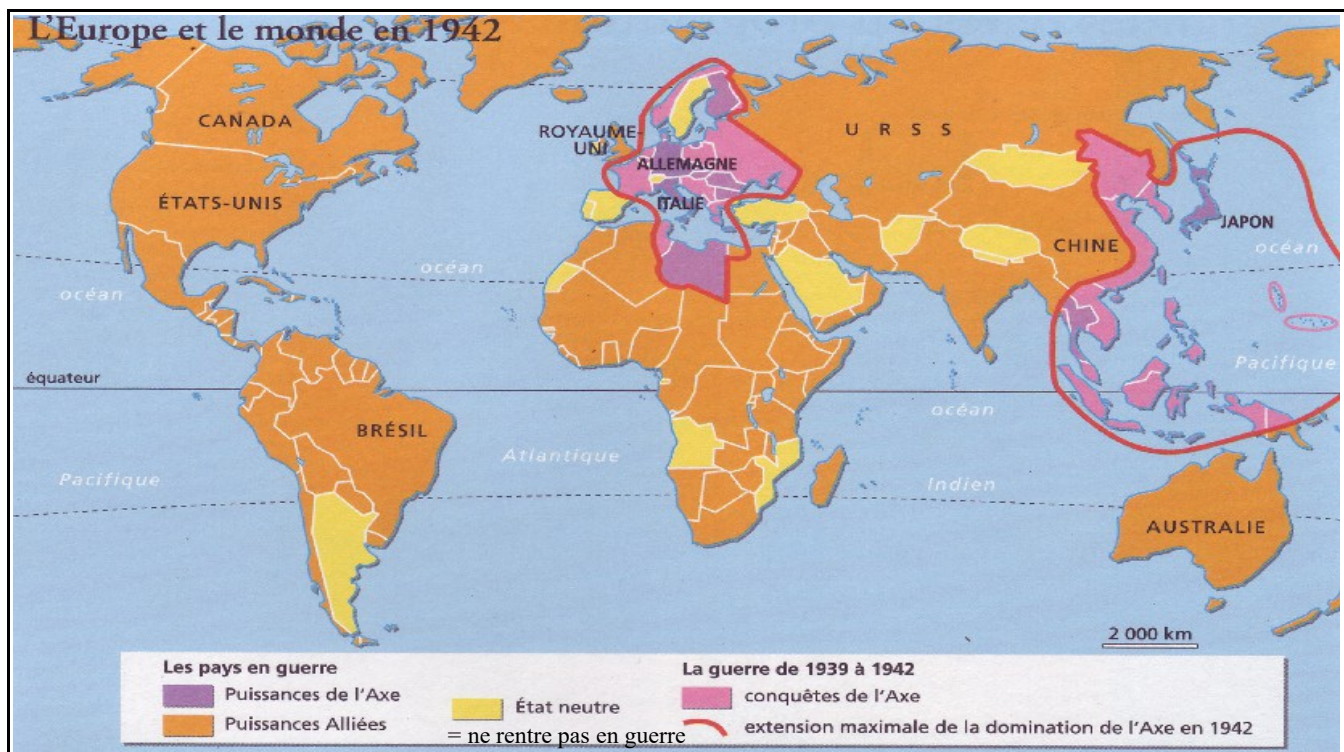 L'Europe et le monde en 1942
CANADA
ROYAUME-
UNI
U R S S
ALLEMAGNE
ÉTATS-UNIS
ITALIE
JAPON
CHINE
océan
océan
océan
Pacifique
équateur
océan
BRÉSIL
Atlantique
Pacifique
Indien
AUSTRALIE
2 000 km
Les pays en guerre
Puissances de l'Axe
Puissances Alliées
État neutre
= ne rentre pas en guerre
La guerre de 1939 à 1942
conquêtes de l'Axe
extension maximale de la domination de l'Axe en 1942